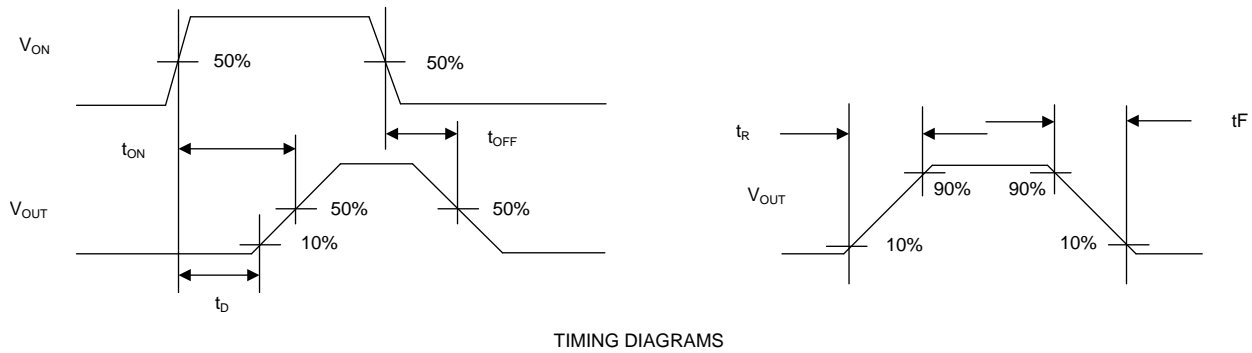 VON
50%
50%
tON
tOFF
VOUT
50%
50%
10%
tD
tR
tF
VOUT
90%
90%
10%
10%
TIMING DIAGRAMS